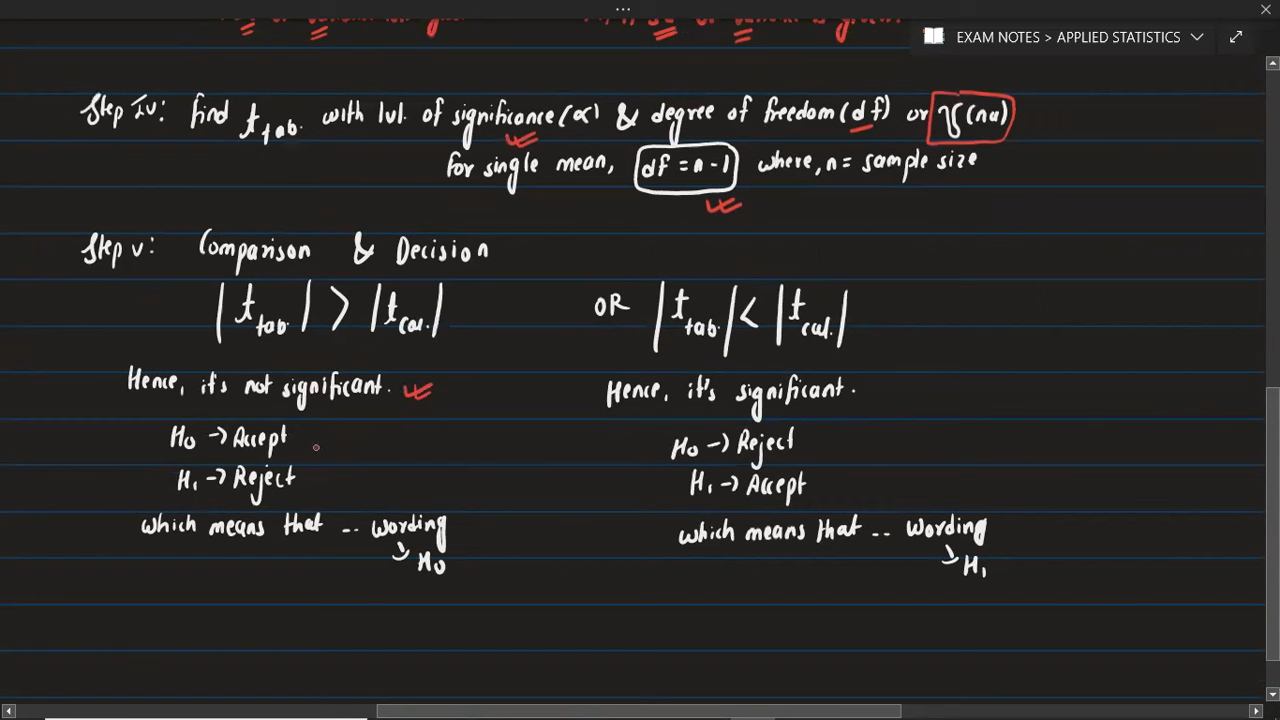 EXAM NOTES > APPLIED STATISTICS
Step IV: find t tab. with lvl. of significance (α) & degree of freedom (df) or γ (nu)
for single mean, df = n - 1 where, n = sample size
Step V: Comparison & Decision
|t tab.| > |t cal.| OR |t tab.| < |t cal.|
Hence, it's not significant. Hence, it's significant.
H0 → Accept H0 → Reject
H1 → Reject H1 → Accept
which means that .. wording which means that .. wording
H0 H1